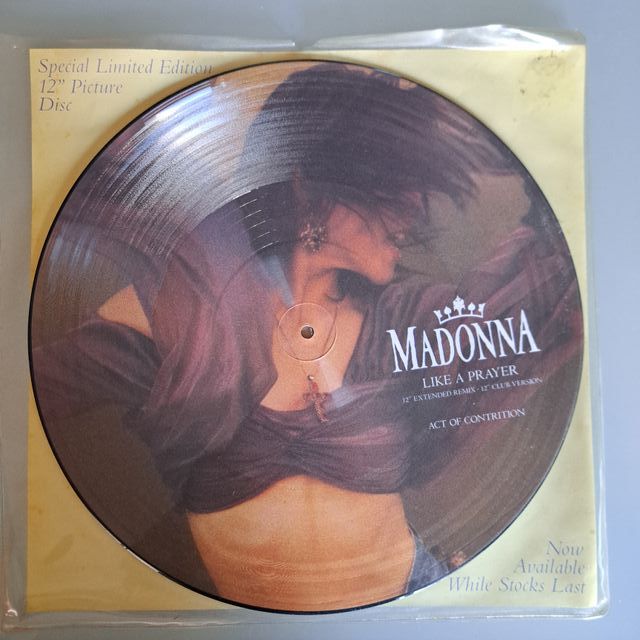 Special Limited Edition
12" Picture
Disc
MADONNA
LIKE A PRAYER
12" EXTENDED REMIX - 12" CLUB VERSION
ACT OF CONTRITION
Now
Available
While Stocks Last